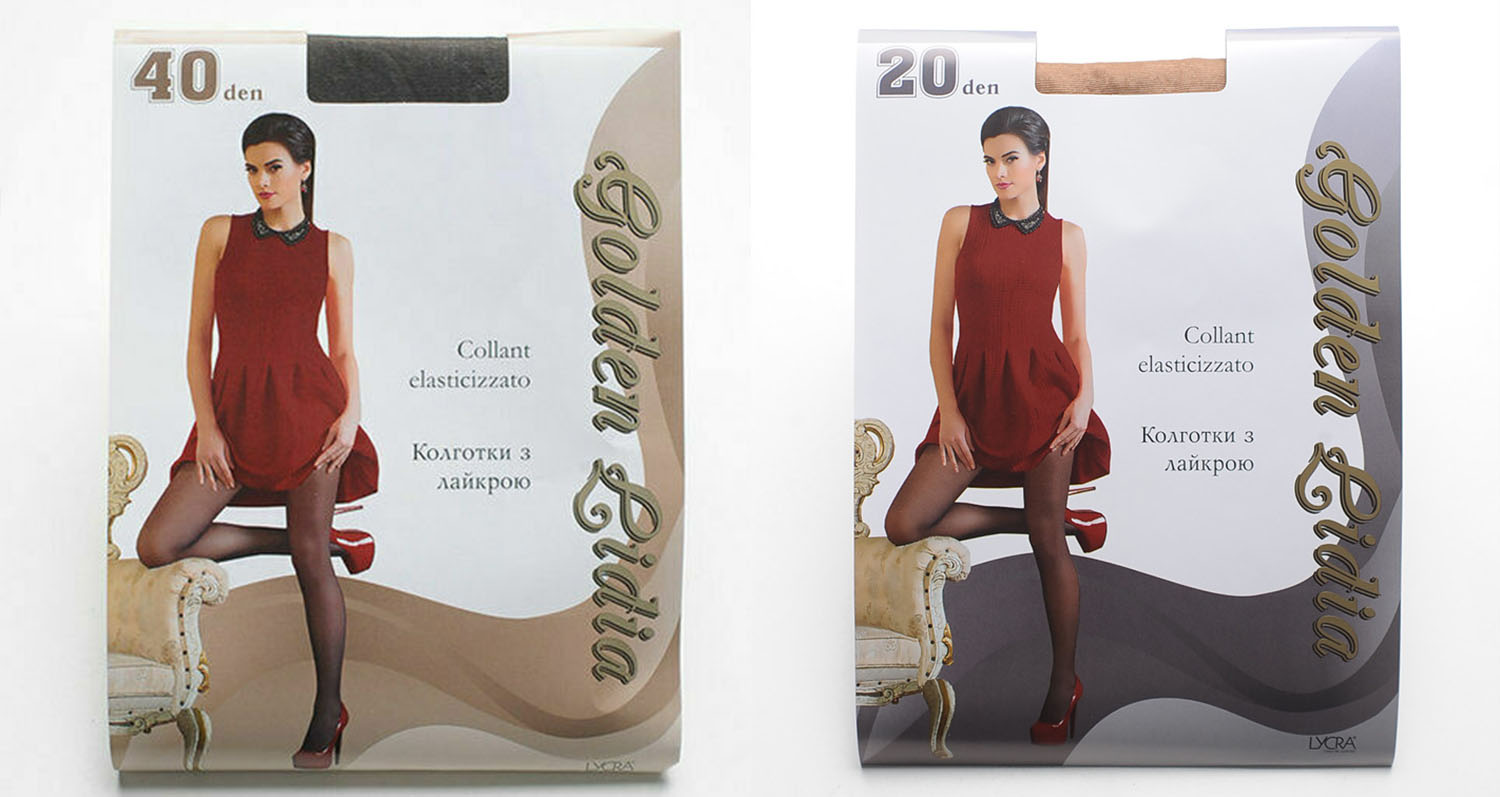 40 den
Golden Lidia
Collant
elasticizzato
Колготки з
лайкрою
LYCRA
20 den
Golden Lidia
Collant
elasticizzato
Колготки з
лайкрою
LYCRA